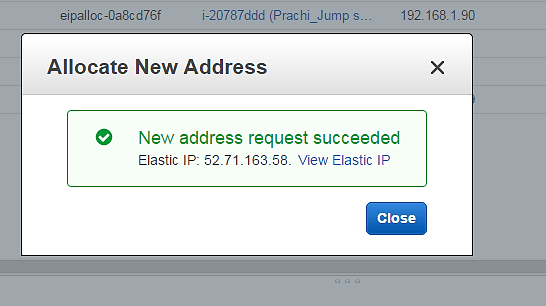 eipalloc-0a8cd76f i-20787ddd (Prachi_Jump s... 192.168.1.90
Allocate New Address
New address request succeeded
Elastic IP: 52.71.163.58. View Elastic IP
Close